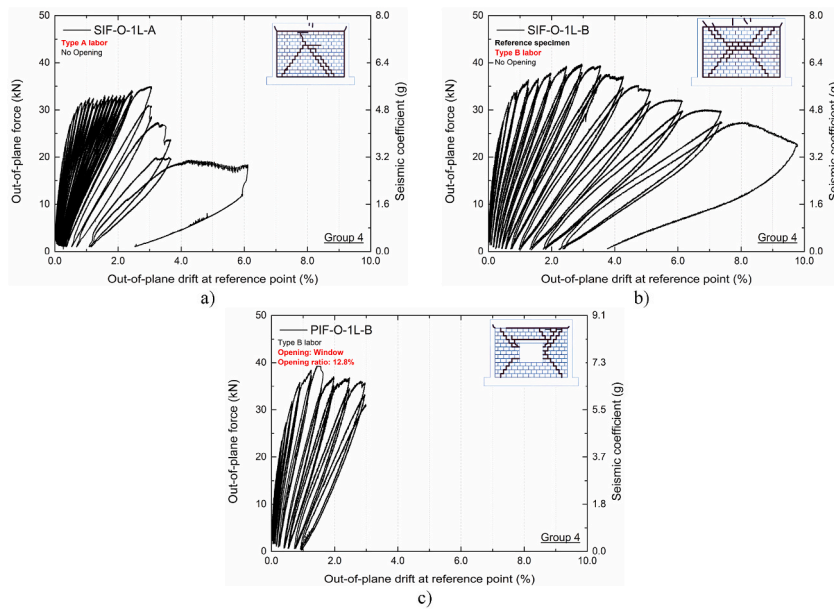 SIF-O-1L-A
Type A labor
No Opening
50
40
30
20
10
0
Out-of-plane force (kN)
8.0
6.4
4.8
3.2
1.6
0.0
Seismic coefficient (g)
Group 4
0.0 2.0 4.0 6.0 8.0 10.0
Out-of-plane drift at reference point (%)
a)
SIF-O-1L-B
Reference specimen
Type B labor
No Opening
50
40
30
20
10
0
Out-of-plane force (kN)
8.0
6.4
4.8
3.2
1.6
0.0
Seismic coefficient (g)
Group 4
0.0 2.0 4.0 6.0 8.0 10.0
Out-of-plane drift at reference point (%)
b)
PIF-O-1L-B
Type B labor
Opening: Window
Opening ratio: 12.8%
50
40
30
20
10
0
Out-of-plane force (kN)
9.1
7.3
5.5
3.7
1.8
0.0
Seismic coefficient (g)
Group 4
0.0 2.0 4.0 6.0 8.0 10.0
Out-of-plane drift at reference point (%)
c)